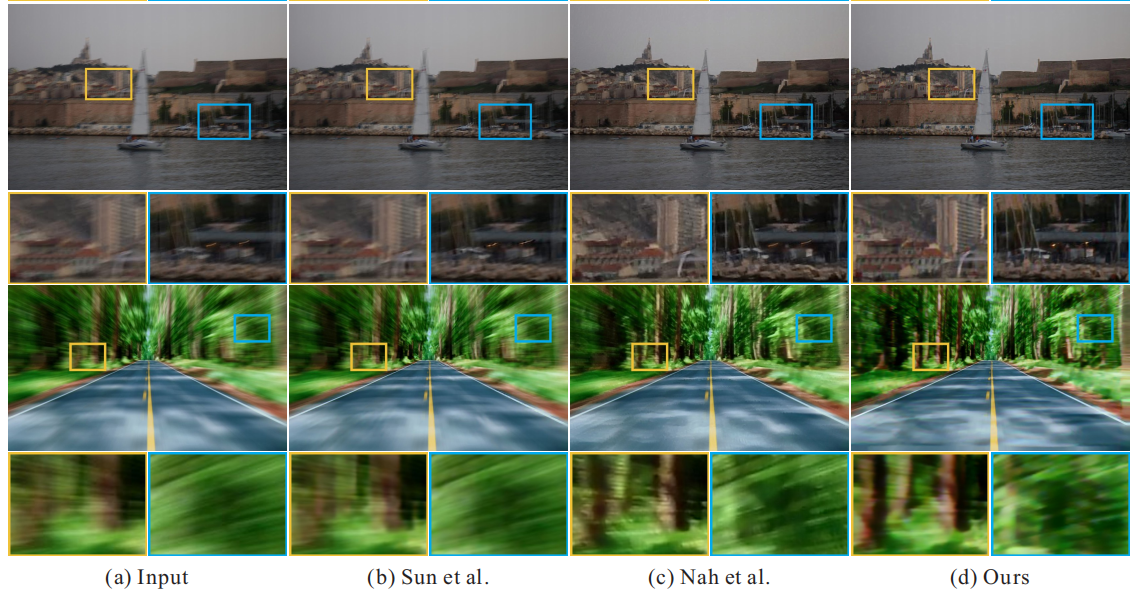 (a) Input
(b) Sun et al.
(c) Nah et al.
(d) Ours